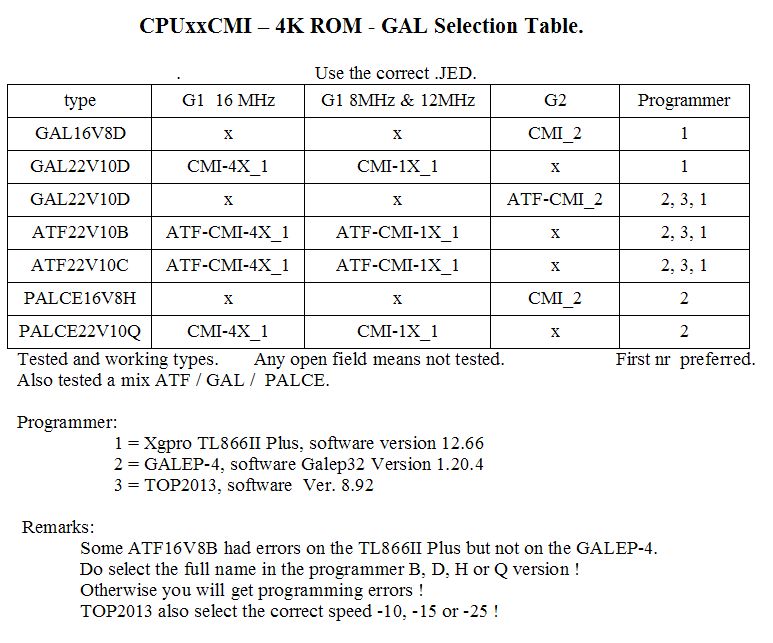 CPUxxCMI – 4K ROM - GAL Selection Table.
. Use the correct .JED.
type G1 16 MHz G1 8MHz & 12MHz G2 Programmer
GAL16V8D x x CMI_2 1
GAL22V10D CMI-4X_1 CMI-1X_1 x 1
GAL22V10D x x ATF-CMI_2 2, 3, 1
ATF22V10B ATF-CMI-4X_1 ATF-CMI-1X_1 x 2, 3, 1
ATF22V10C ATF-CMI-4X_1 ATF-CMI-1X_1 x 2, 3, 1
PALCE16V8H x x CMI_2 2
PALCE22V10Q CMI-4X_1 CMI-1X_1 x 2
Tested and working types. Any open field means not tested. First nr preferred.
Also tested a mix ATF / GAL / PALCE.
Programmer:
1 = Xgpro TL866II Plus, software version 12.66
2 = GALEP-4, software Galep32 Version 1.20.4
3 = TOP2013, software Ver. 8.92
Remarks:
Some ATF16V8B had errors on the TL866II Plus but not on the GALEP-4.
Do select the full name in the programmer B, D, H or Q version !
Otherwise you will get programming errors !
TOP2013 also select the correct speed -10, -15 or -25 !